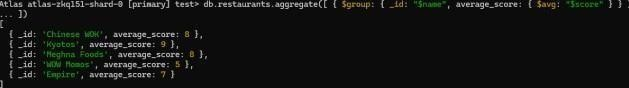 Atlas atlas-zkq151-shard-0 [primary] test> db.restaurants.aggregate([ { $group: { _id: "$name", average_score: { $avg: "$score" } } }
... ])
[
{ _id: 'Chinese WOK', average_score: 8 },
{ _id: 'Kyotos', average_score: 9 },
{ _id: 'Meghna Foods', average_score: 8 },
{ _id: 'WOW Momos', average_score: 5 },
{ _id: 'Empire', average_score: 7 }
]